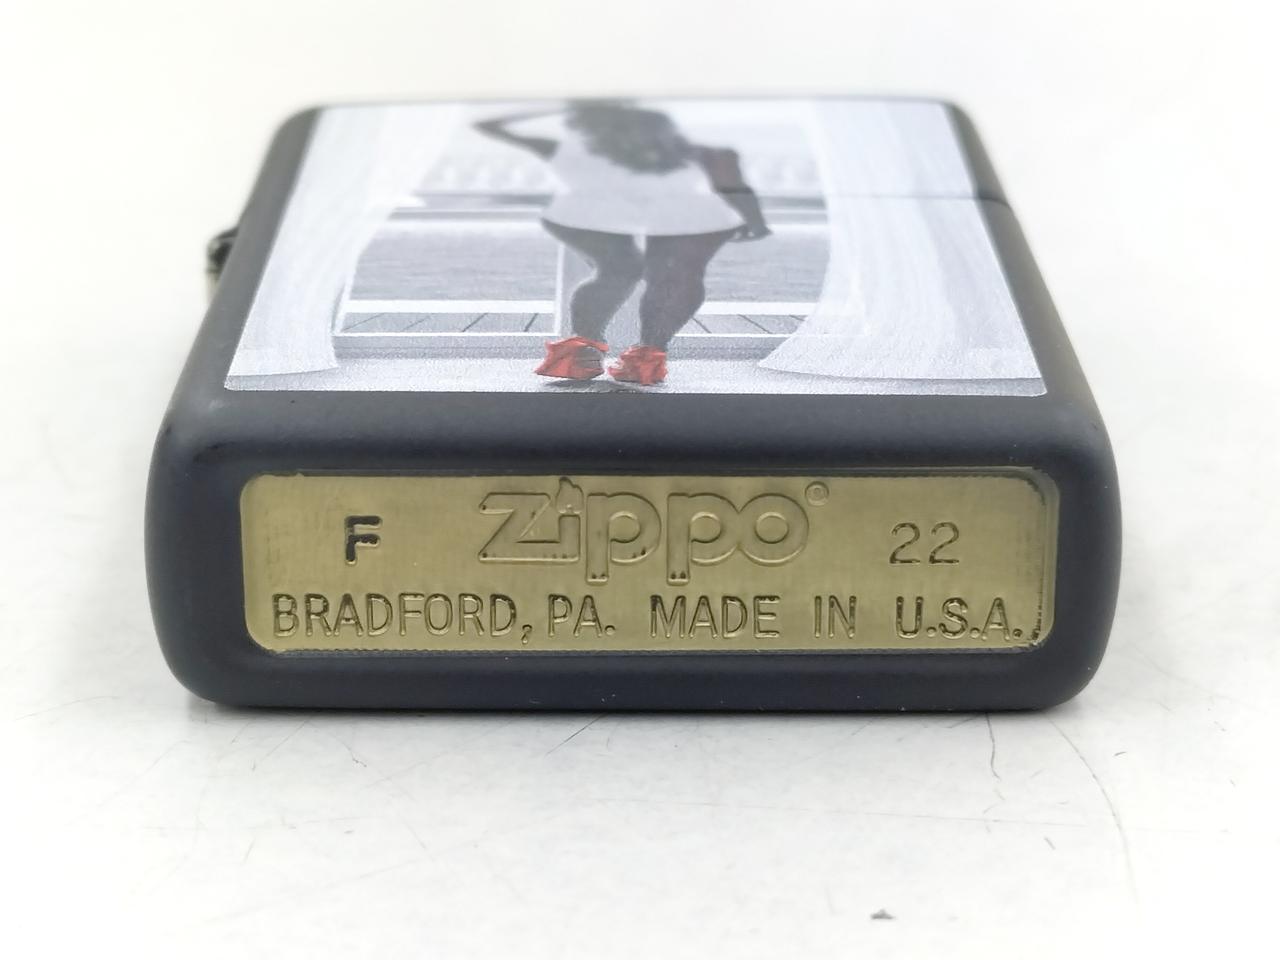 F zippo® 22
BRADFORD, PA. MADE IN U.S.A.